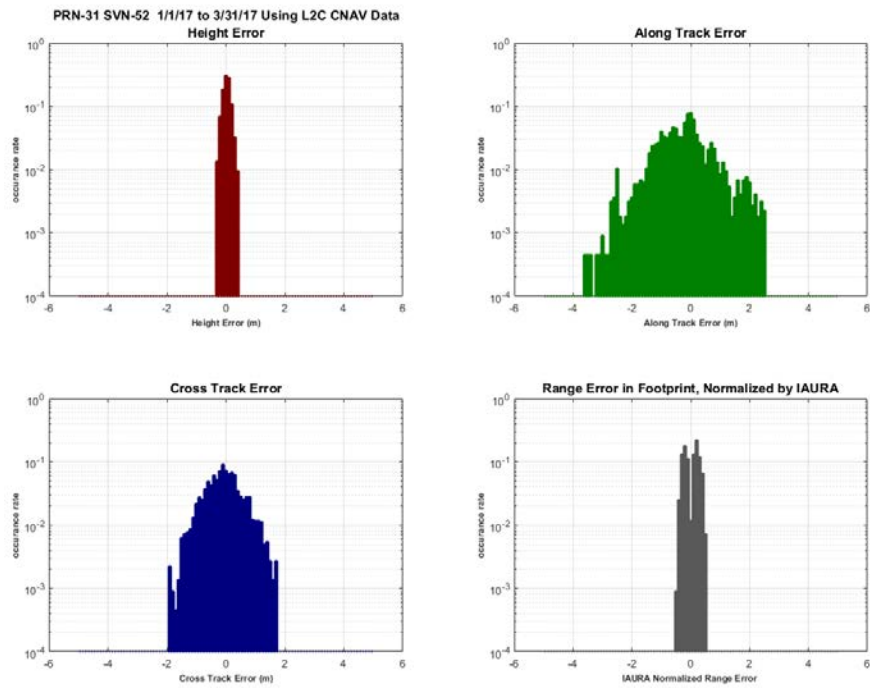 PRN-31 SVN-52 1/1/17 to 3/31/17 Using L2C CNAV Data
Height Error
10^0
10^-1
10^-2
10^-3
10^-4
occurance rate
-6 -4 -2 0 2 4 6
Height Error (m)
Along Track Error
10^0
10^-1
10^-2
10^-3
10^-4
occurance rate
-6 -4 -2 0 2 4 6
Along Track Error (m)
Cross Track Error
10^0
10^-1
10^-2
10^-3
10^-4
occurance rate
-6 -4 -2 0 2 4 6
Cross Track Error (m)
Range Error in Footprint, Normalized by IAURA
10^0
10^-1
10^-2
10^-3
10^-4
occurance rate
-6 -4 -2 0 2 4 6
IAURA Normalized Range Error